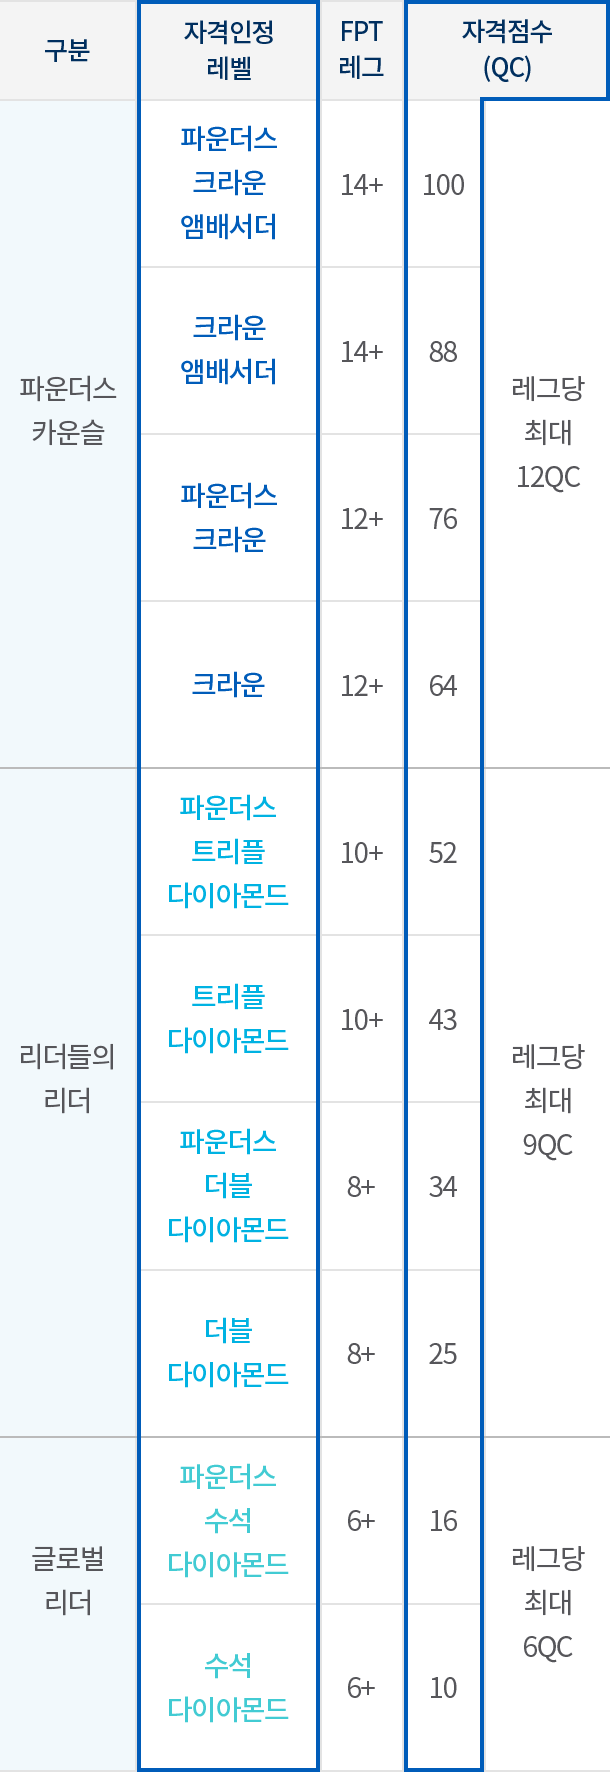 구분
자격인정
레벨
FPT
레그
자격점수
(QC)
파운더스
카운슬
파운더스
크라운
앰배서더
14+
100
레그당
최대
12QC
크라운
앰배서더
14+
88
파운더스
크라운
12+
76
크라운
12+
64
리더들의
리더
파운더스
트리플
다이아몬드
10+
52
레그당
최대
9QC
트리플
다이아몬드
10+
43
파운더스
더블
다이아몬드
8+
34
더블
다이아몬드
8+
25
글로벌
리더
파운더스
수석
다이아몬드
6+
16
레그당
최대
6QC
수석
다이아몬드
6+
10